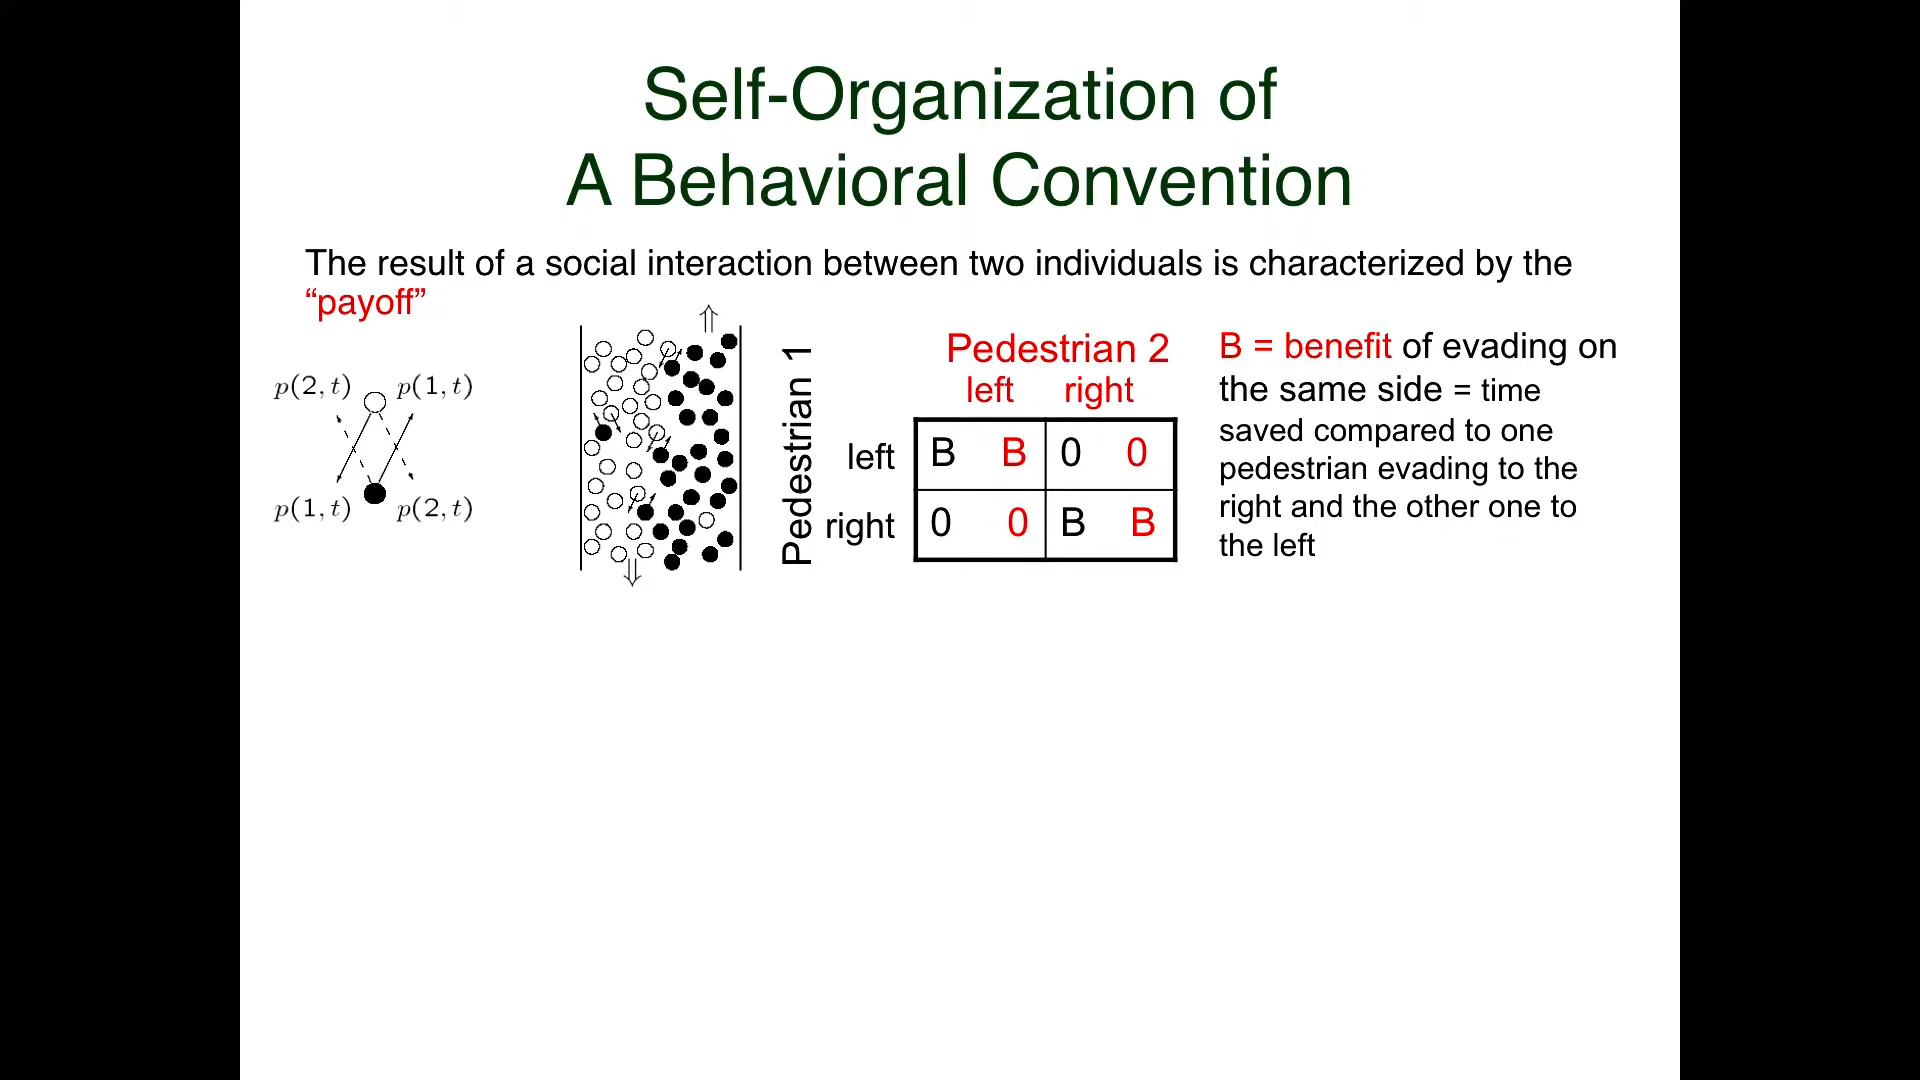 Self-Organization of
A Behavioral Convention
The result of a social interaction between two individuals is characterized by the
“payoff”
p(2, t) p(1, t)
p(1, t) p(2, t)
⇑
⇓
Pedestrian 1
Pedestrian 2
left right
left B B 0 0
right 0 0 B B
B = benefit of evading on
the same side = time
saved compared to one
pedestrian evading to the
right and the other one to
the left